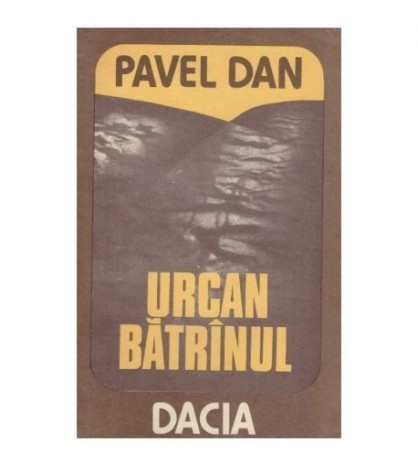 PAVEL DAN
URCAN
BĂTRÎNUL
DACIA